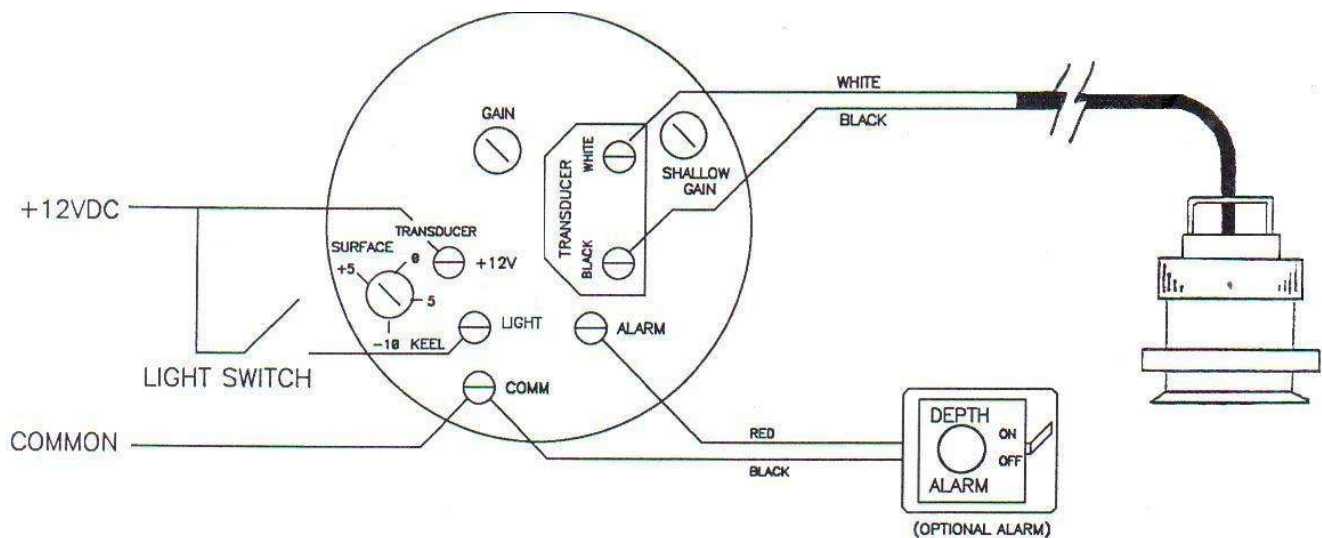 WHITE
BLACK
GAIN
SHALLOW
GAIN
TRANSDUCER
WHITE
BLACK
+12VDC
TRANSDUCER
SURFACE
+5
0
5
-10 KEEL
+12V
LIGHT
ALARM
LIGHT SWITCH
COMM
COMMON
RED
BLACK
DEPTH
ON
OFF
ALARM
(OPTIONAL ALARM)